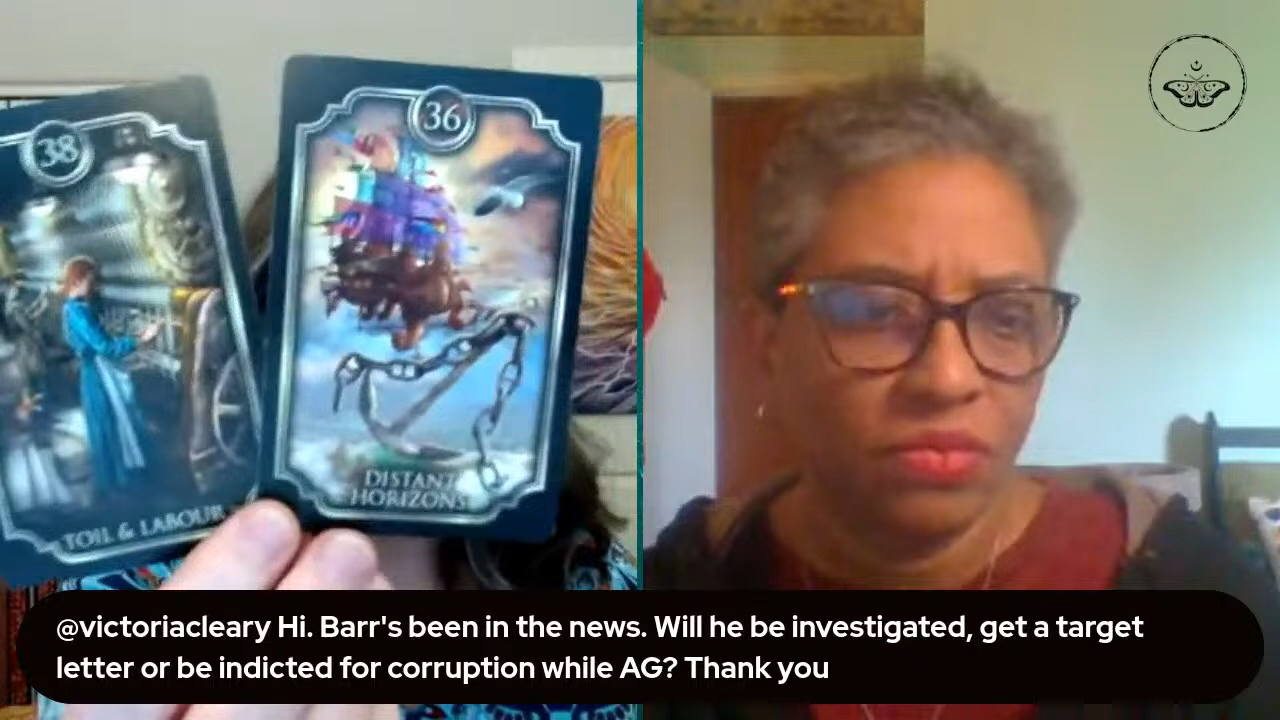 38
36
TOIL & LABOUR
DISTANT
HORIZONS
@victoriacleary Hi. Barr's been in the news. Will he be investigated, get a target
letter or be indicted for corruption while AG? Thank you